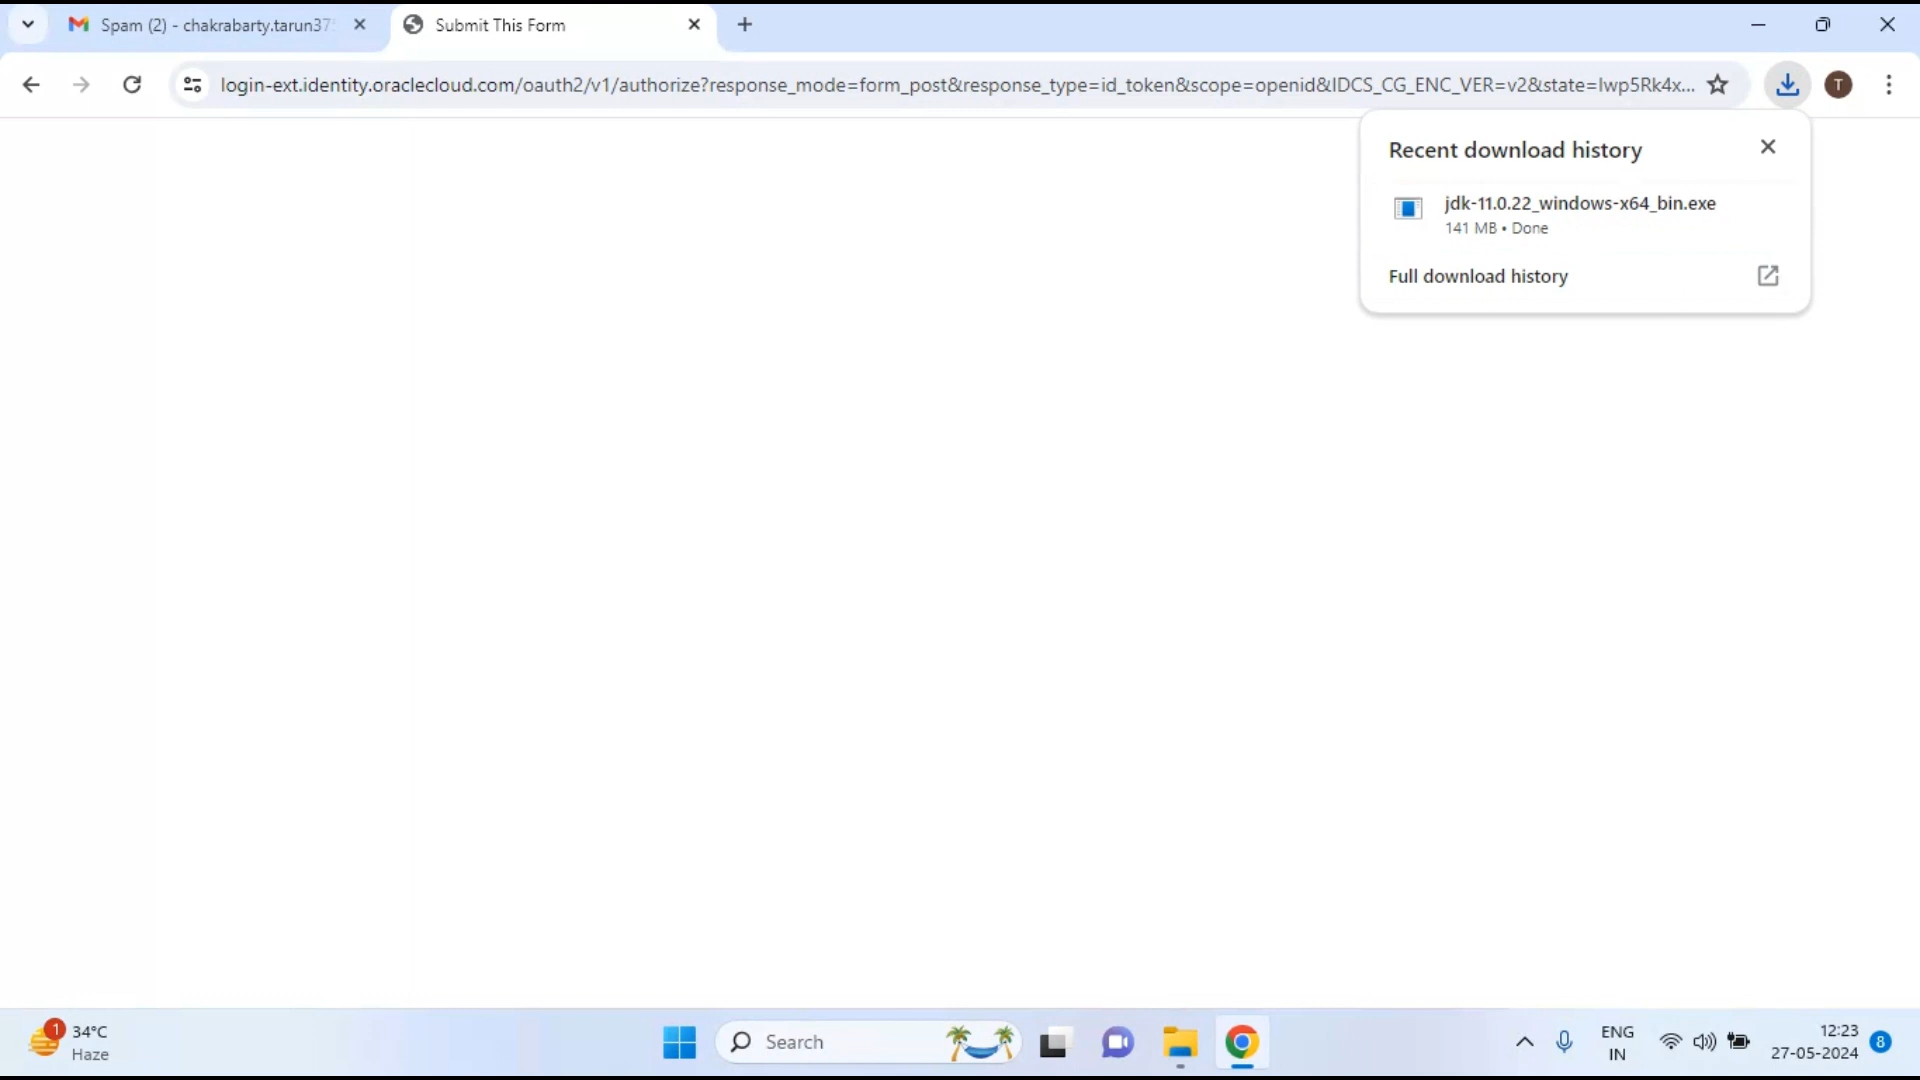 Spam (2) - chakrabarty.tarun37
Submit This Form
login-ext.identity.oraclecloud.com/oauth2/v1/authorize?response_mode=form_post&response_type=id_token&scope=openid&IDCS_CG_ENC_VER=v2&state=lwp5Rk4x...
T
Recent download history
jdk-11.0.22_windows-x64_bin.exe
141 MB • Done
Full download history
1
34°C
Haze
Search
ENG
IN
12:23
27-05-2024
8